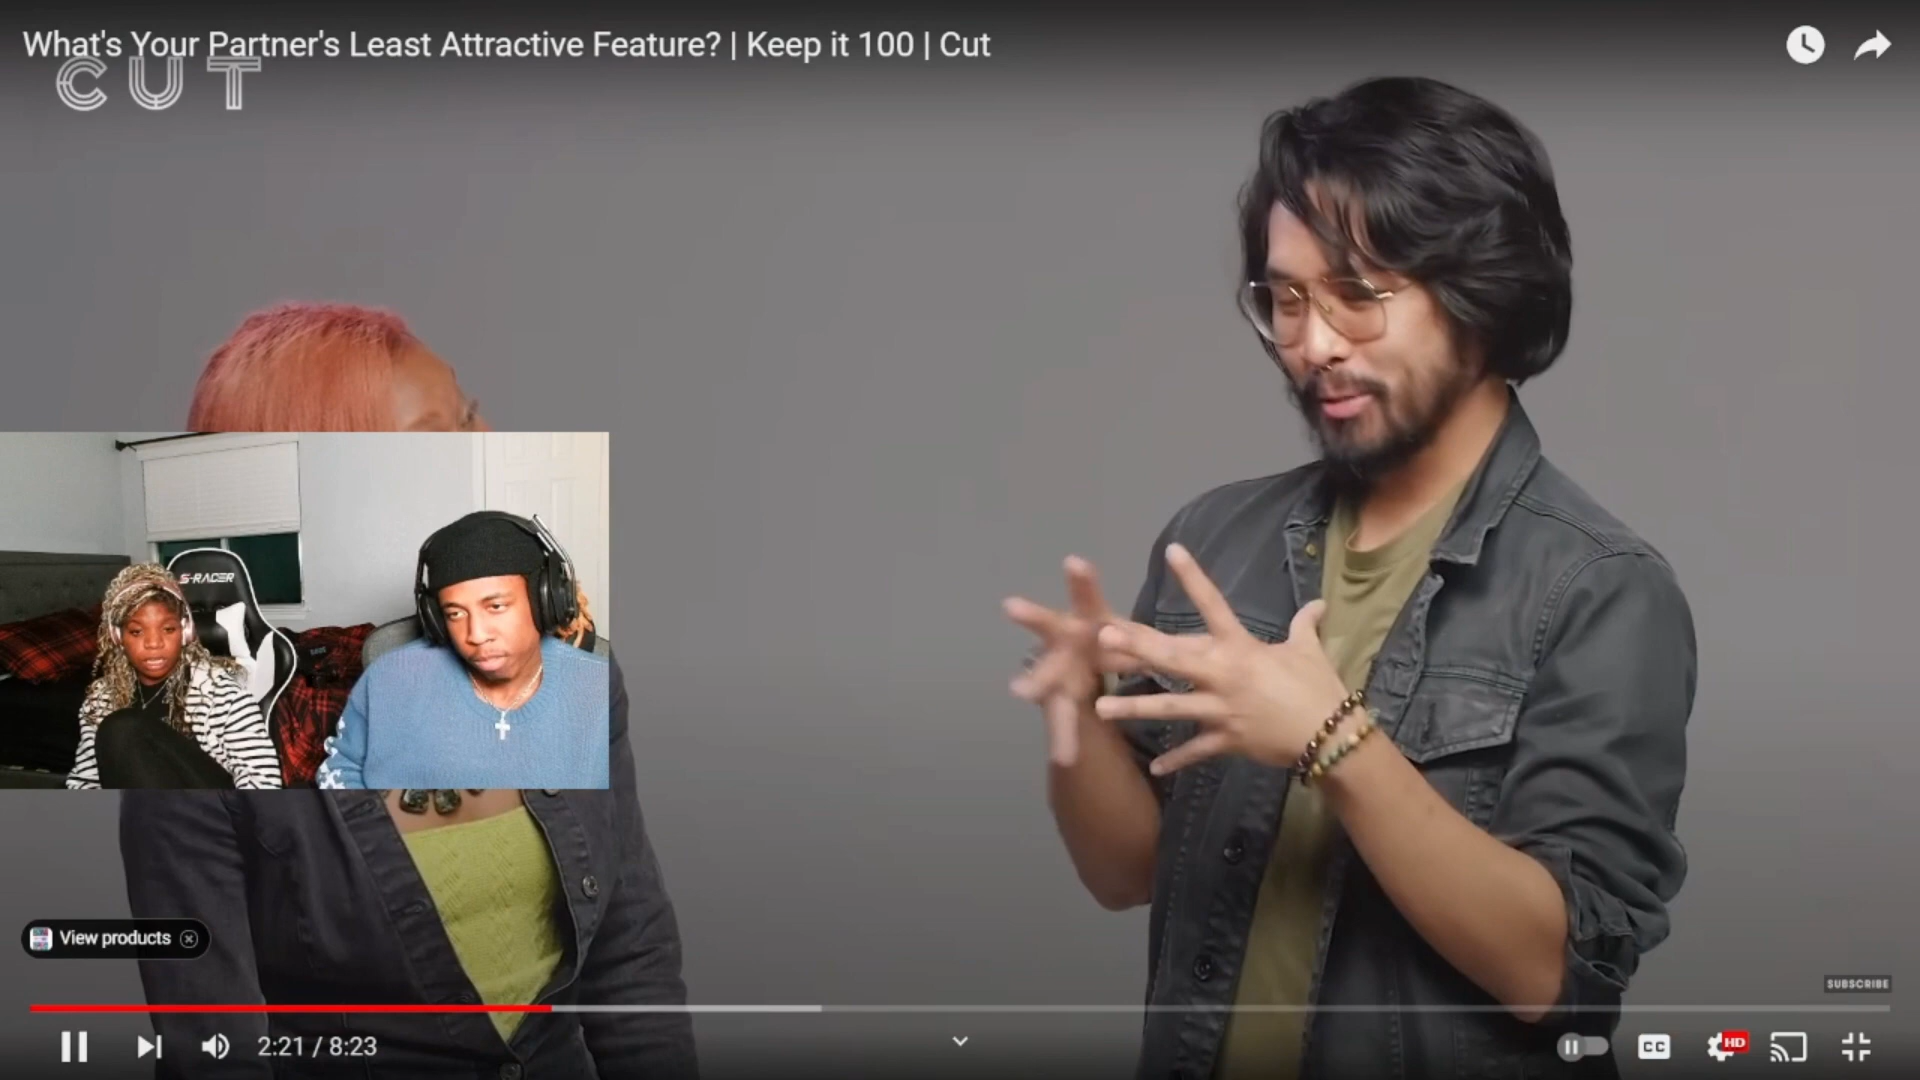 What's Your Partner's Least Attractive Feature? | Keep it 100 | Cut
CUT
S-RACER
View products
SUBSCRIBE
2:21 / 8:23
CC
HD